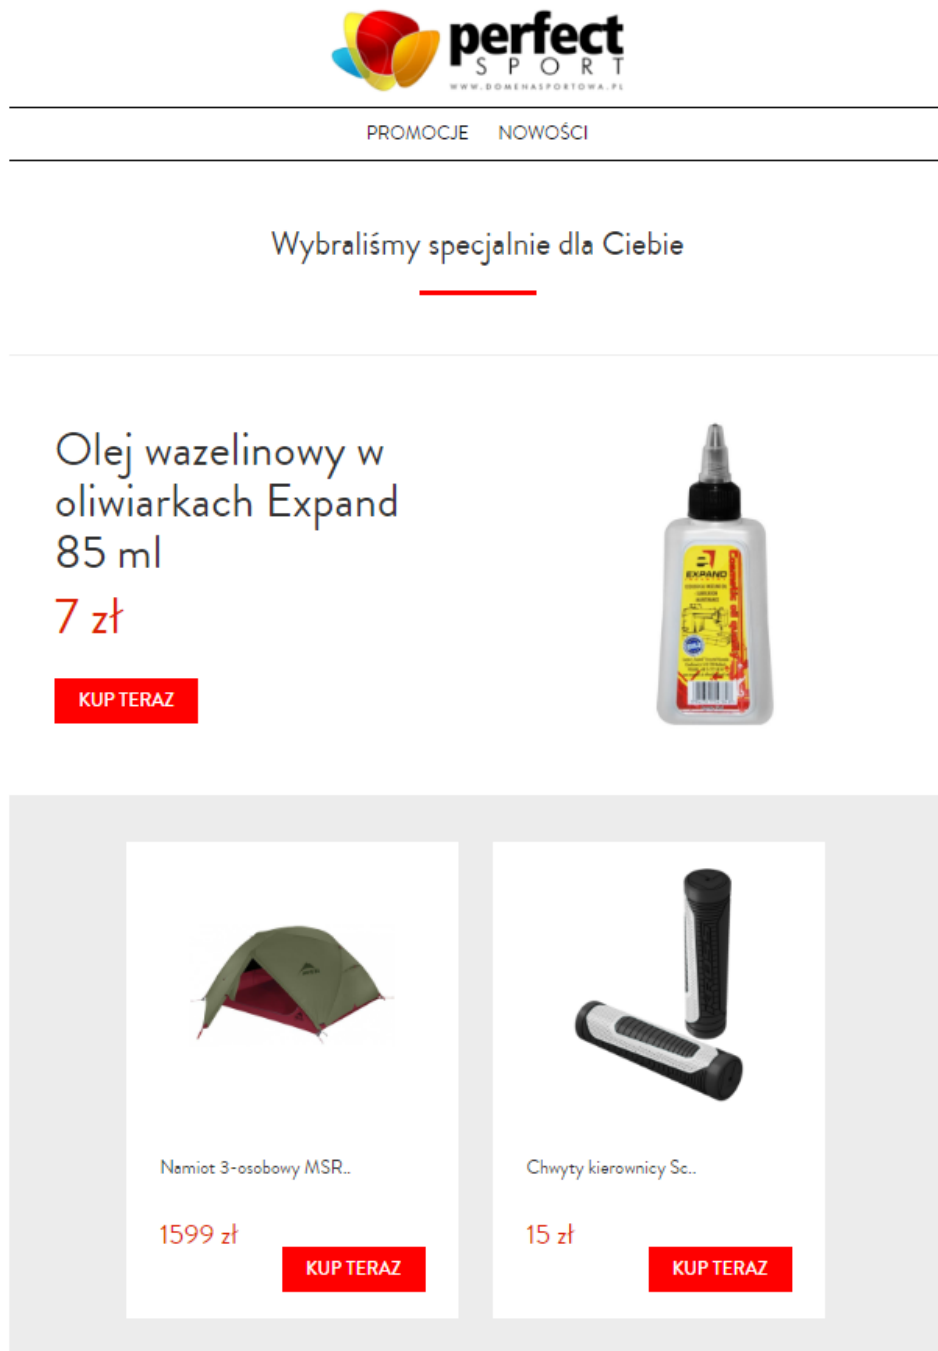 perfect
SPORT
WWW.DOMENASPORTOWA.PL
PROMOCJE NOWOŚCI
Wybraliśmy specjalnie dla Ciebie
Olej wazelinowy w
oliwiarkach Expand
85 ml
7 zł
KUP TERAZ
EXPAND
Namiot 3-osobowy MSR..
1599 zł
KUP TERAZ
Chwyty kierownicy Sc..
15 zł
KUP TERAZ